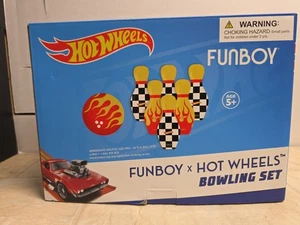 HOT WHEELS
WARNING:
CHOKING HAZARD-Small parts.
Not for children under 3 yrs.
FUNBOY
AGE
5+
FUNBOY x HOT WHEELS™
BOWLING SET